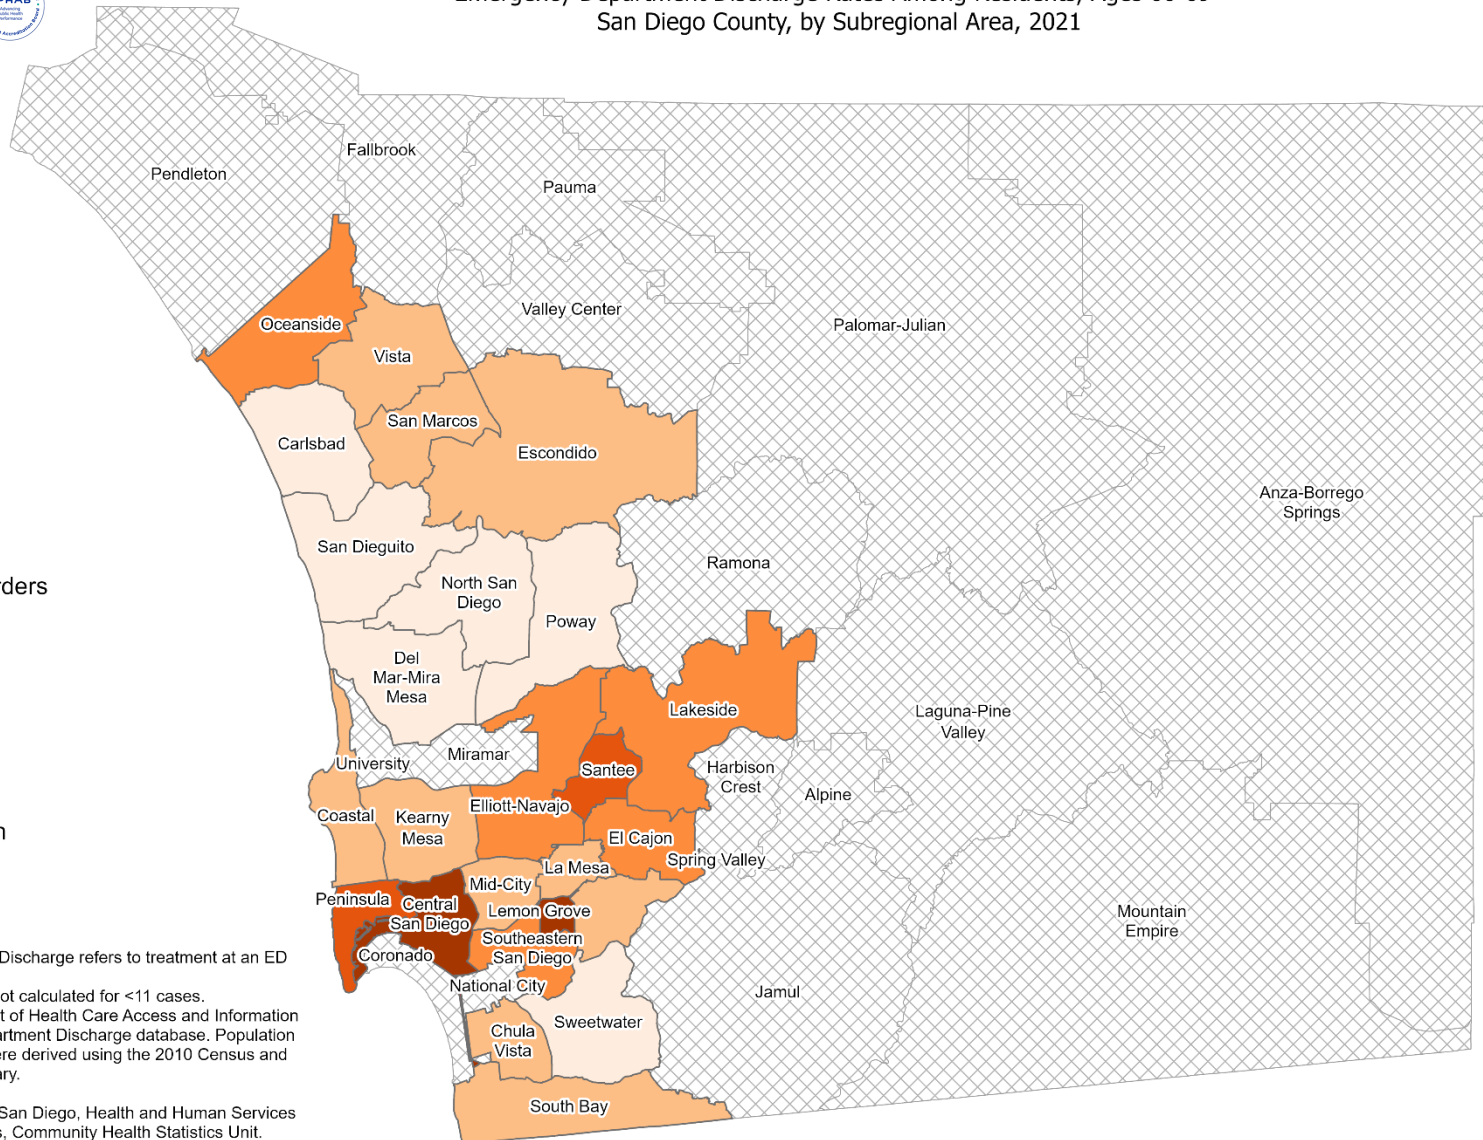 San Diego County, by Subregional Area, 2021
Fallbrook
Pendleton
Pauma
Valley Center
Oceanside
Palomar-Julian
Vista
San Marcos
Carlsbad
Escondido
Anza-Borrego
Springs
San Dieguito
Ramona
North San
Diego
Poway
Del
Mar-Mira
Mesa
Lakeside
Laguna-Pine
Valley
Miramar
University
Santee
Harbison
Crest
Alpine
Elliott-Navajo
Coastal
Kearny
Mesa
El Cajon
Spring Valley
La Mesa
Mid-City
Peninsula
Central
San Diego
Lemon Grove
Mountain
Empire
Southeastern
San Diego
Coronado
National City
Jamul
Sweetwater
Chula
Vista
South Bay
rders
n
Discharge refers to treatment at an ED
ot calculated for <11 cases.
t of Health Care Access and Information
artment Discharge database. Population
ere derived using the 2010 Census and
ary.
San Diego, Health and Human Services
s, Community Health Statistics Unit.